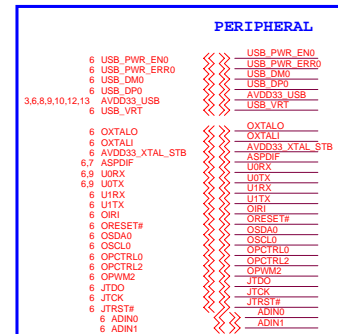 PERIPHERAL
6 USB_PWR_EN0 USB_PWR_EN0
6 USB_PWR_ERR0 USB_PWR_ERR0
6 USB_DM0 USB_DM0
6 USB_DP0 USB_DP0
3,6,8,9,10,12,13 AVDD33_USB AVDD33_USB
6 USB_VRT USB_VRT
6 OXTALO OXTALO
6 OXTALI OXTALI
6 AVDD33_XTAL_STB AVDD33_XTAL_STB
6,7 ASPDIF ASPDIF
6,9 U0RX U0RX
6,9 U0TX U0TX
6 U1RX U1RX
6 U1TX U1TX
6 OIRI OIRI
6 ORESET# ORESET#
6 OSDA0 OSDA0
6 OSCL0 OSCL0
6 OPCTRL0 OPCTRL0
6 OPCTRL2 OPCTRL2
6 OPWM2 OPWM2
6 JTDO JTDO
6 JTCK JTCK
6 JTRST# JTRST#
6 ADIN0 ADIN0
6 ADIN1 ADIN1